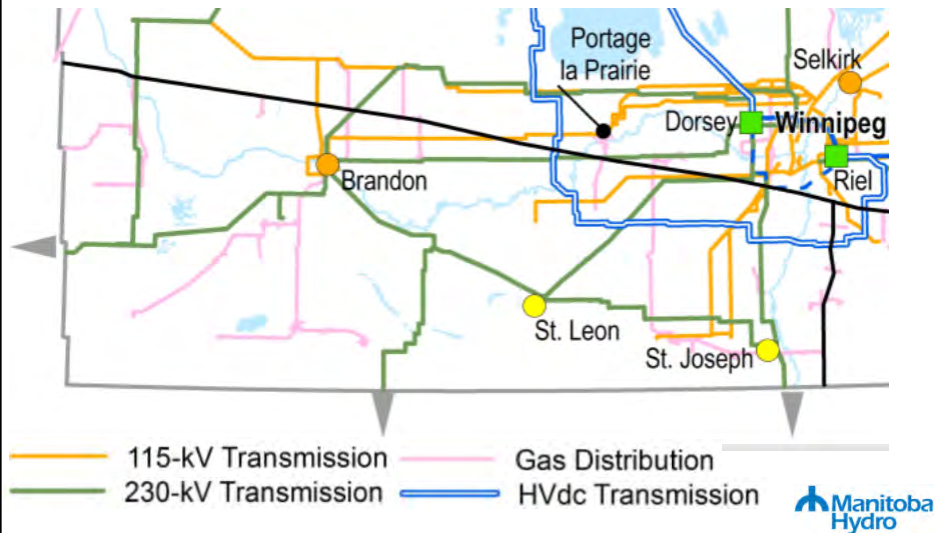 Portage
la Prairie
Selkirk
Dorsey
Winnipeg
Brandon
Riel
St. Leon
St. Joseph
115-kV Transmission
Gas Distribution
230-kV Transmission
HVdc Transmission
Manitoba
Hydro